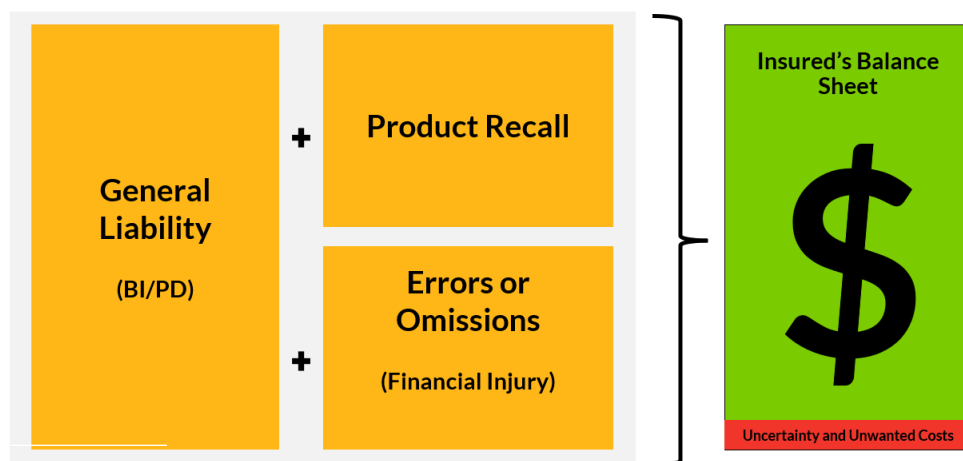 General
Liability
(BI/PD)
+
Product Recall
+
Errors or
Omissions
(Financial Injury)
Insured’s Balance
Sheet
$
Uncertainty and Unwanted Costs